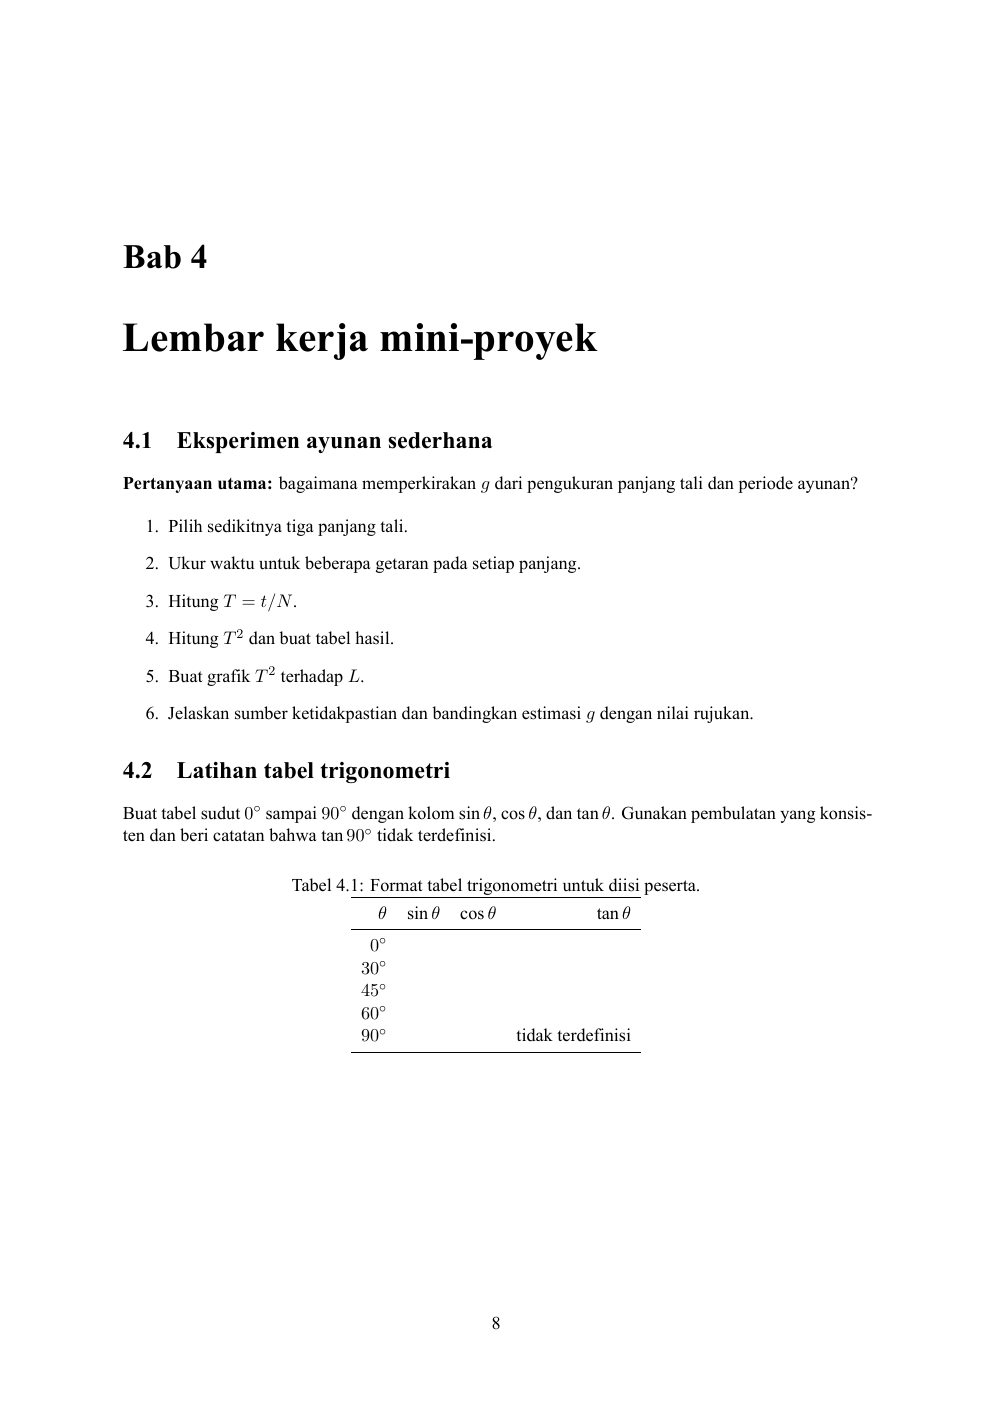 Bab 4
Lembar kerja mini-proyek
4.1 Eksperimen ayunan sederhana
Pertanyaan utama: bagaimana memperkirakan g dari pengukuran panjang tali dan periode ayunan?
1. Pilih sedikitnya tiga panjang tali.
2. Ukur waktu untuk beberapa getaran pada setiap panjang.
3. Hitung T = t/N.
4. Hitung T² dan buat tabel hasil.
5. Buat grafik T² terhadap L.
6. Jelaskan sumber ketidakpastian dan bandingkan estimasi g dengan nilai rujukan.
4.2 Latihan tabel trigonometri
Buat tabel sudut 0° sampai 90° dengan kolom sin θ, cos θ, dan tan θ. Gunakan pembulatan yang konsis-
ten dan beri catatan bahwa tan 90° tidak terdefinisi.
Tabel 4.1: Format tabel trigonometri untuk diisi peserta.
θ sin θ cos θ tan θ
0°
30°
45°
60°
90° tidak terdefinisi
8